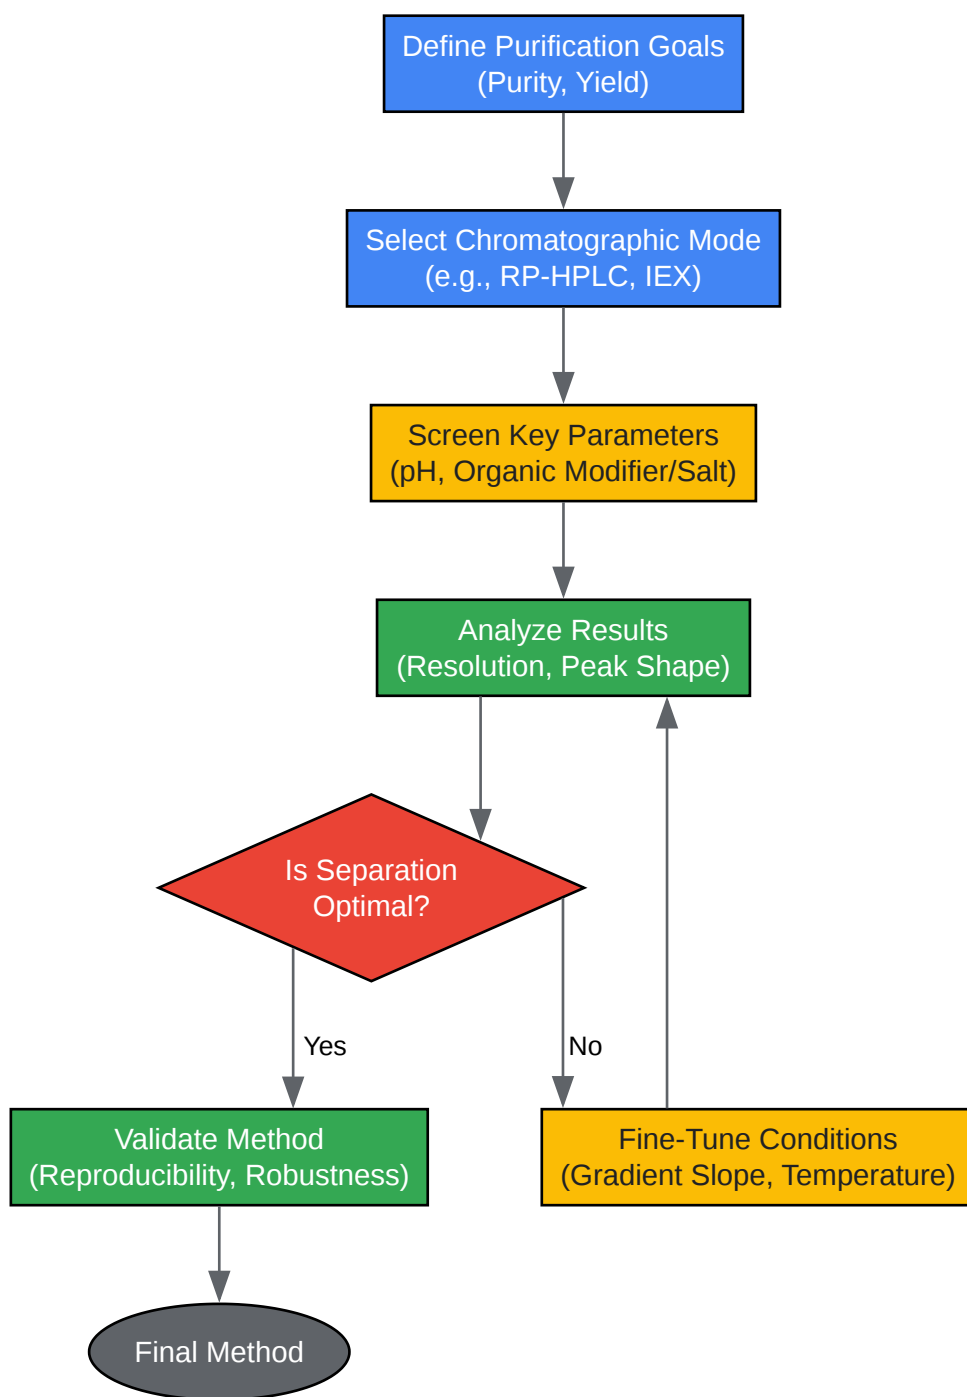 Define Purification Goals
(Purity, Yield)
Select Chromatographic Mode
(e.g., RP-HPLC, IEX)
Screen Key Parameters
(pH, Organic Modifier/Salt)
Analyze Results
(Resolution, Peak Shape)
Is Separation
Optimal?
Yes
No
Validate Method
(Reproducibility, Robustness)
Fine-Tune Conditions
(Gradient Slope, Temperature)
Final Method